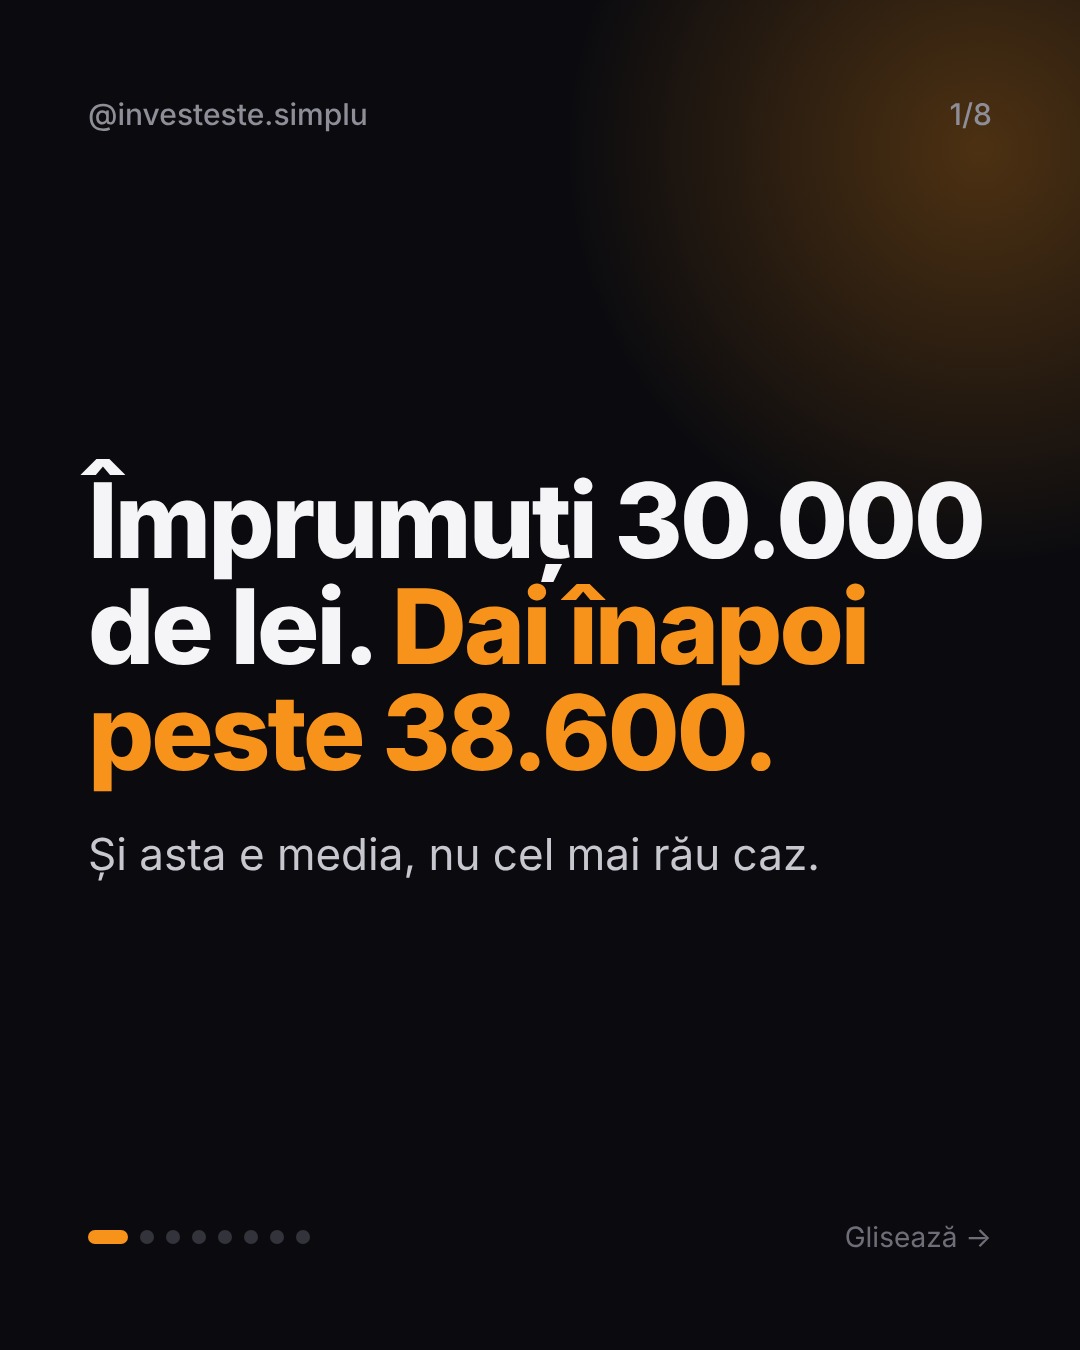 @investeste.simplu
1/8
Împrumuți 30.000
de lei. Dai înapoi
peste 38.600.
Și asta e media, nu cel mai rău caz.
Glisează →